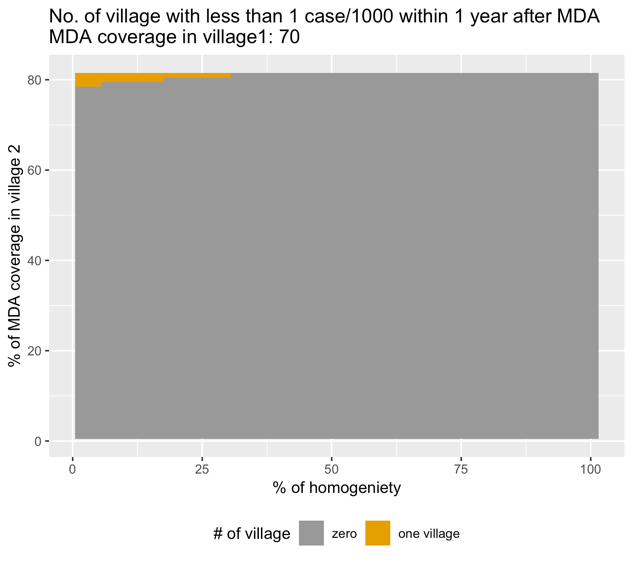 No. of village with less than 1 case/1000 within 1 year after MDA
MDA coverage in village1: 70
% of MDA coverage in village 2
80
60
40
20
0
0 25 50 75 100
% of homogeniety
# of village zero one village